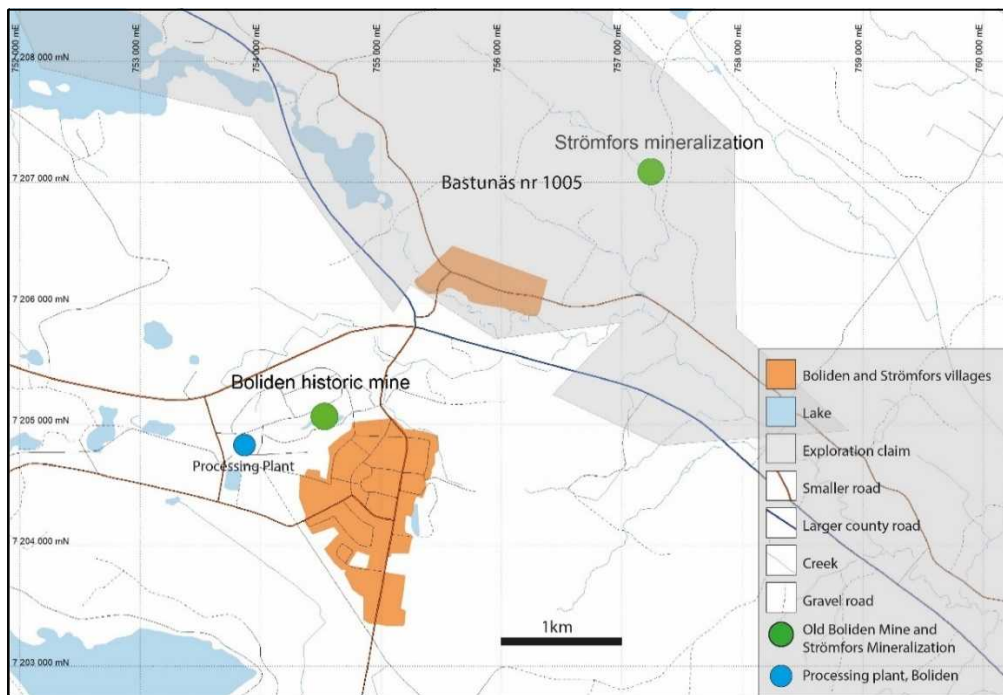 752 000 mE
753 000 mE
754 000 mE
755 000 mE
756 000 mE
757 000 mE
758 000 mE
759 000 mE
760 000 mE
7 208 000 mN
Strömfors mineralization
7 207 000 mN
Bastunäs nr 1005
7 206 000 mN
Boliden historic mine
7 205 000 mN
Processing Plant
7 204 000 mN
1km
7 203 000 mN
Boliden and Strömfors villages
Lake
Exploration claim
Smaller road
Larger county road
Creek
Gravel road
Old Boliden Mine and
Strömfors Mineralization
Processing plant, Boliden